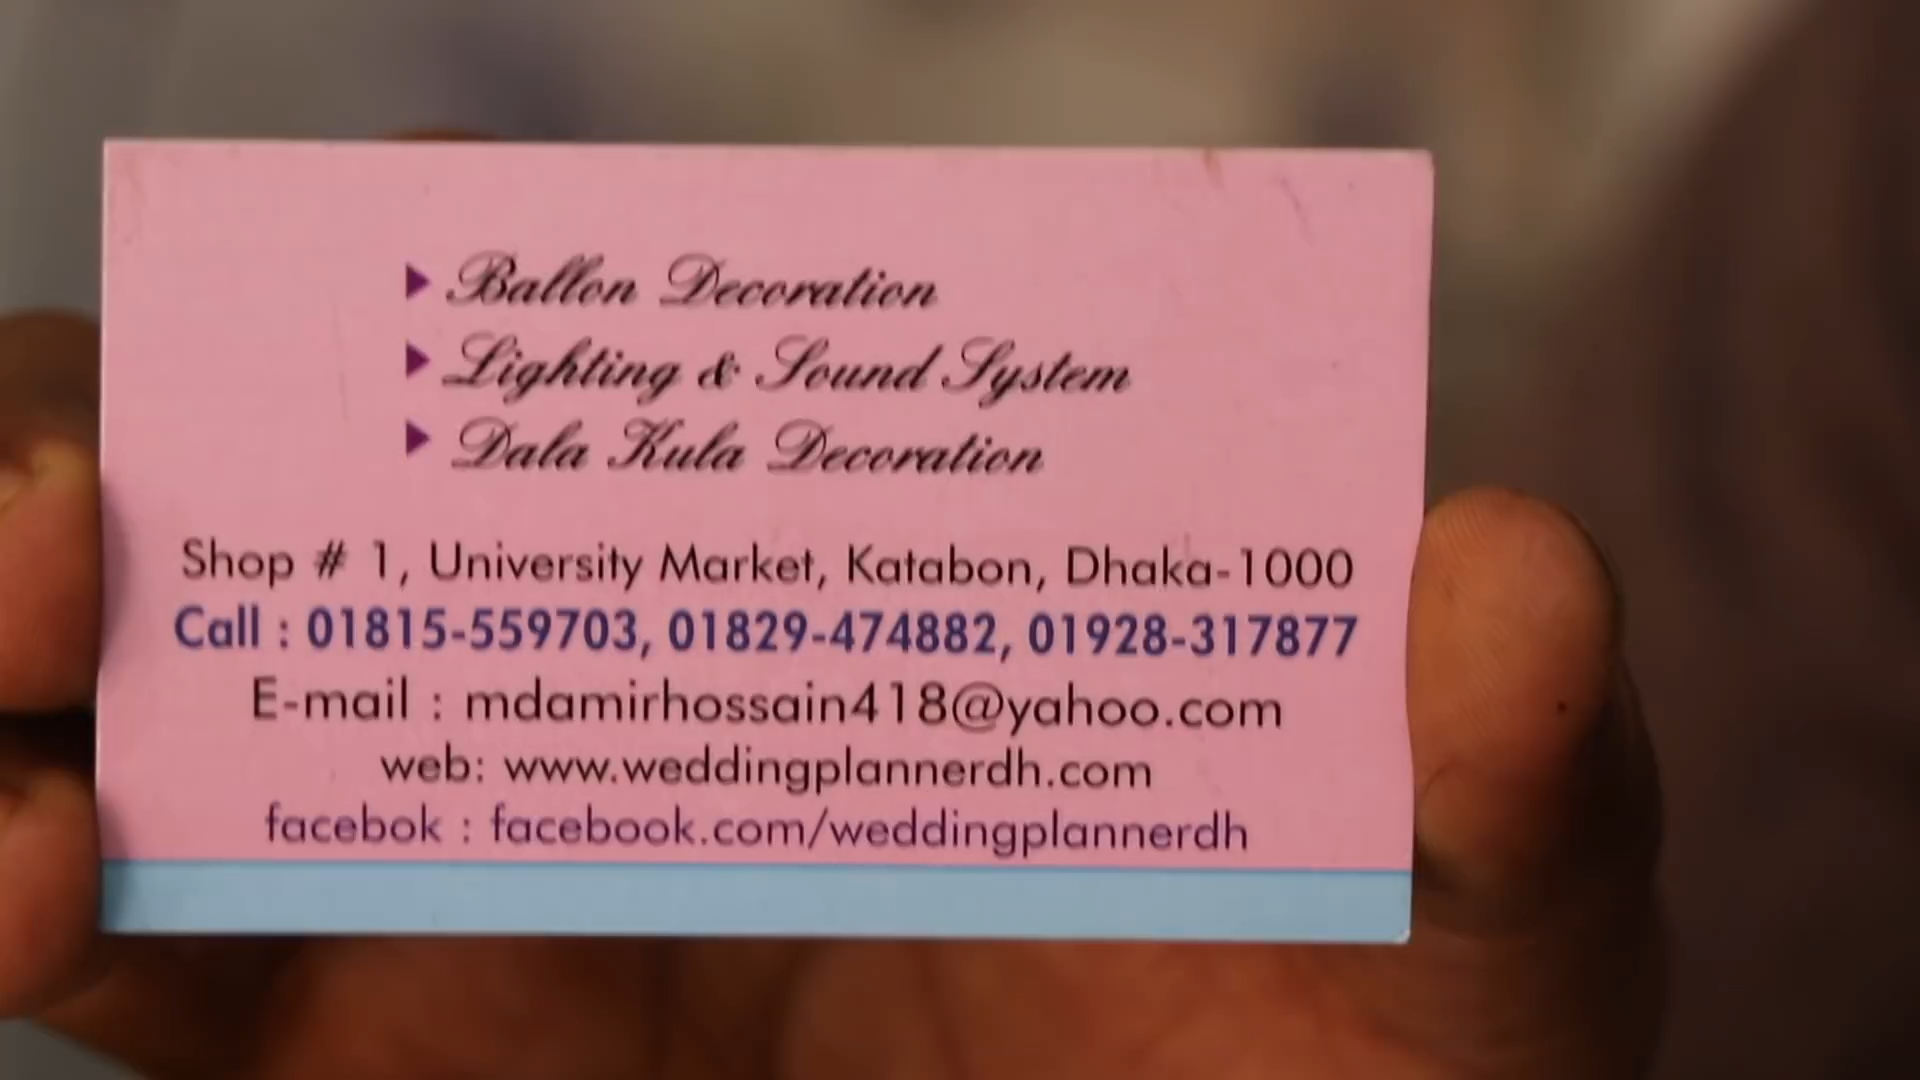 Ballon Decoration
Lighting & Sound System
Dala Kula Decoration
Shop # 1, University Market, Katabon, Dhaka-1000
Call : 01815-559703, 01829-474882, 01928-317877
E-mail : mdamirhossain418@yahoo.com
web: www.weddingplannerdh.com
facebok : facebook.com/weddingplannerdh